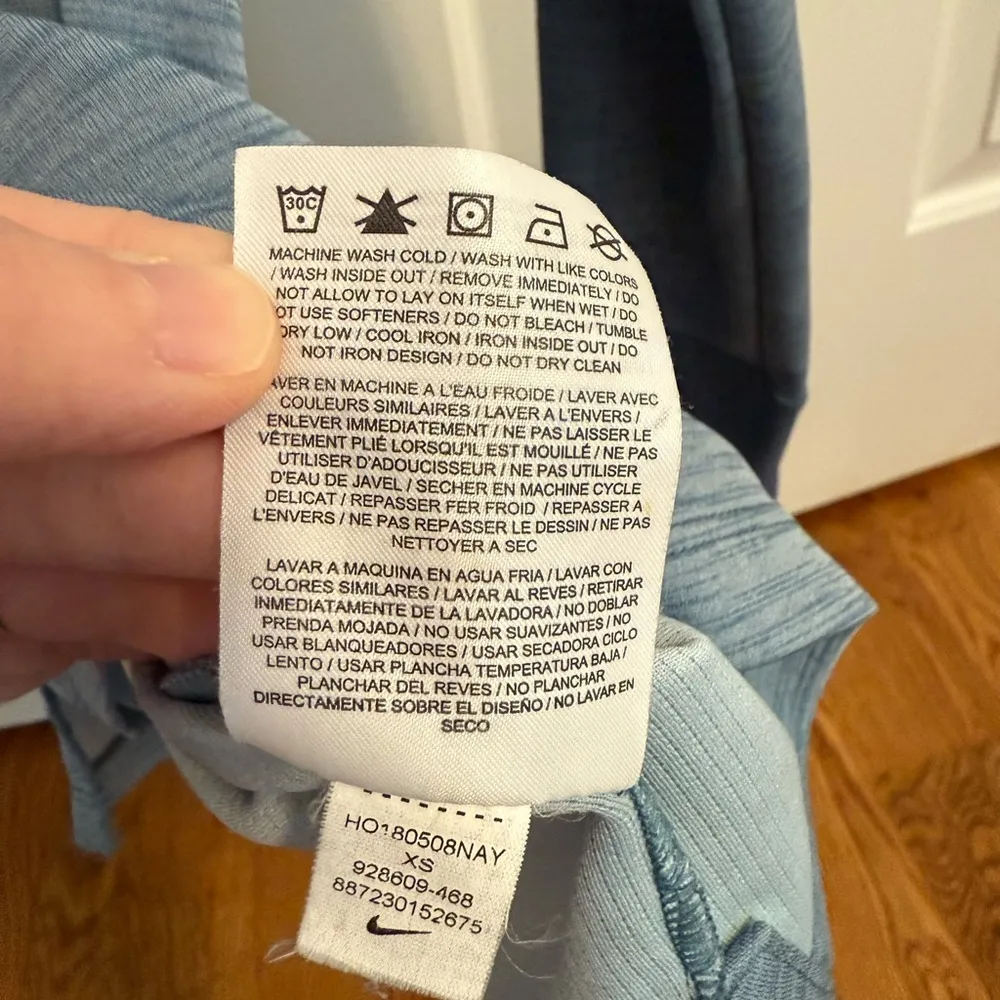 30C
MACHINE WASH COLD / WASH WITH LIKE COLORS
/ WASH INSIDE OUT / REMOVE IMMEDIATELY / DO
NOT ALLOW TO LAY ON ITSELF WHEN WET / DO
OT USE SOFTENERS / DO NOT BLEACH / TUMBLE
DRY LOW / COOL IRON / IRON INSIDE OUT / DO
NOT IRON DESIGN / DO NOT DRY CLEAN
AVER EN MACHINE A L'EAU FROIDE / LAVER AVEC
COULEURS SIMILAIRES / LAVER A L'ENVERS /
ENLEVER IMMEDIATEMENT / NE PAS LAISSER LE
VÊTEMENT PLIÉ LORSQU'IL EST MOUILLÉ / NE PAS
UTILISER D'ADOUCISSEUR / NE PAS UTILISER
D'EAU DE JAVEL / SECHER EN MACHINE CYCLE
DELICAT / REPASSER FER FROID / REPASSER A
L'ENVERS / NE PAS REPASSER LE DESSIN / NE PAS
NETTOYER A SEC
LAVAR A MAQUINA EN AGUA FRIA / LAVAR CON
COLORES SIMILARES / LAVAR AL REVES / RETIRAR
INMEDIATAMENTE DE LA LAVADORA / NO DOBLAR
PRENDA MOJADA / NO USAR SUAVIZANTES / NO
USAR BLANQUEADORES / USAR SECADORA CICLO
LENTO / USAR PLANCHA TEMPERATURA BAJA /
PLANCHAR DEL REVES / NO PLANCHAR
DIRECTAMENTE SOBRE EL DISEÑO / NO LAVAR EN
SECO
HO180508NAY
XS
928609-468
887230152675